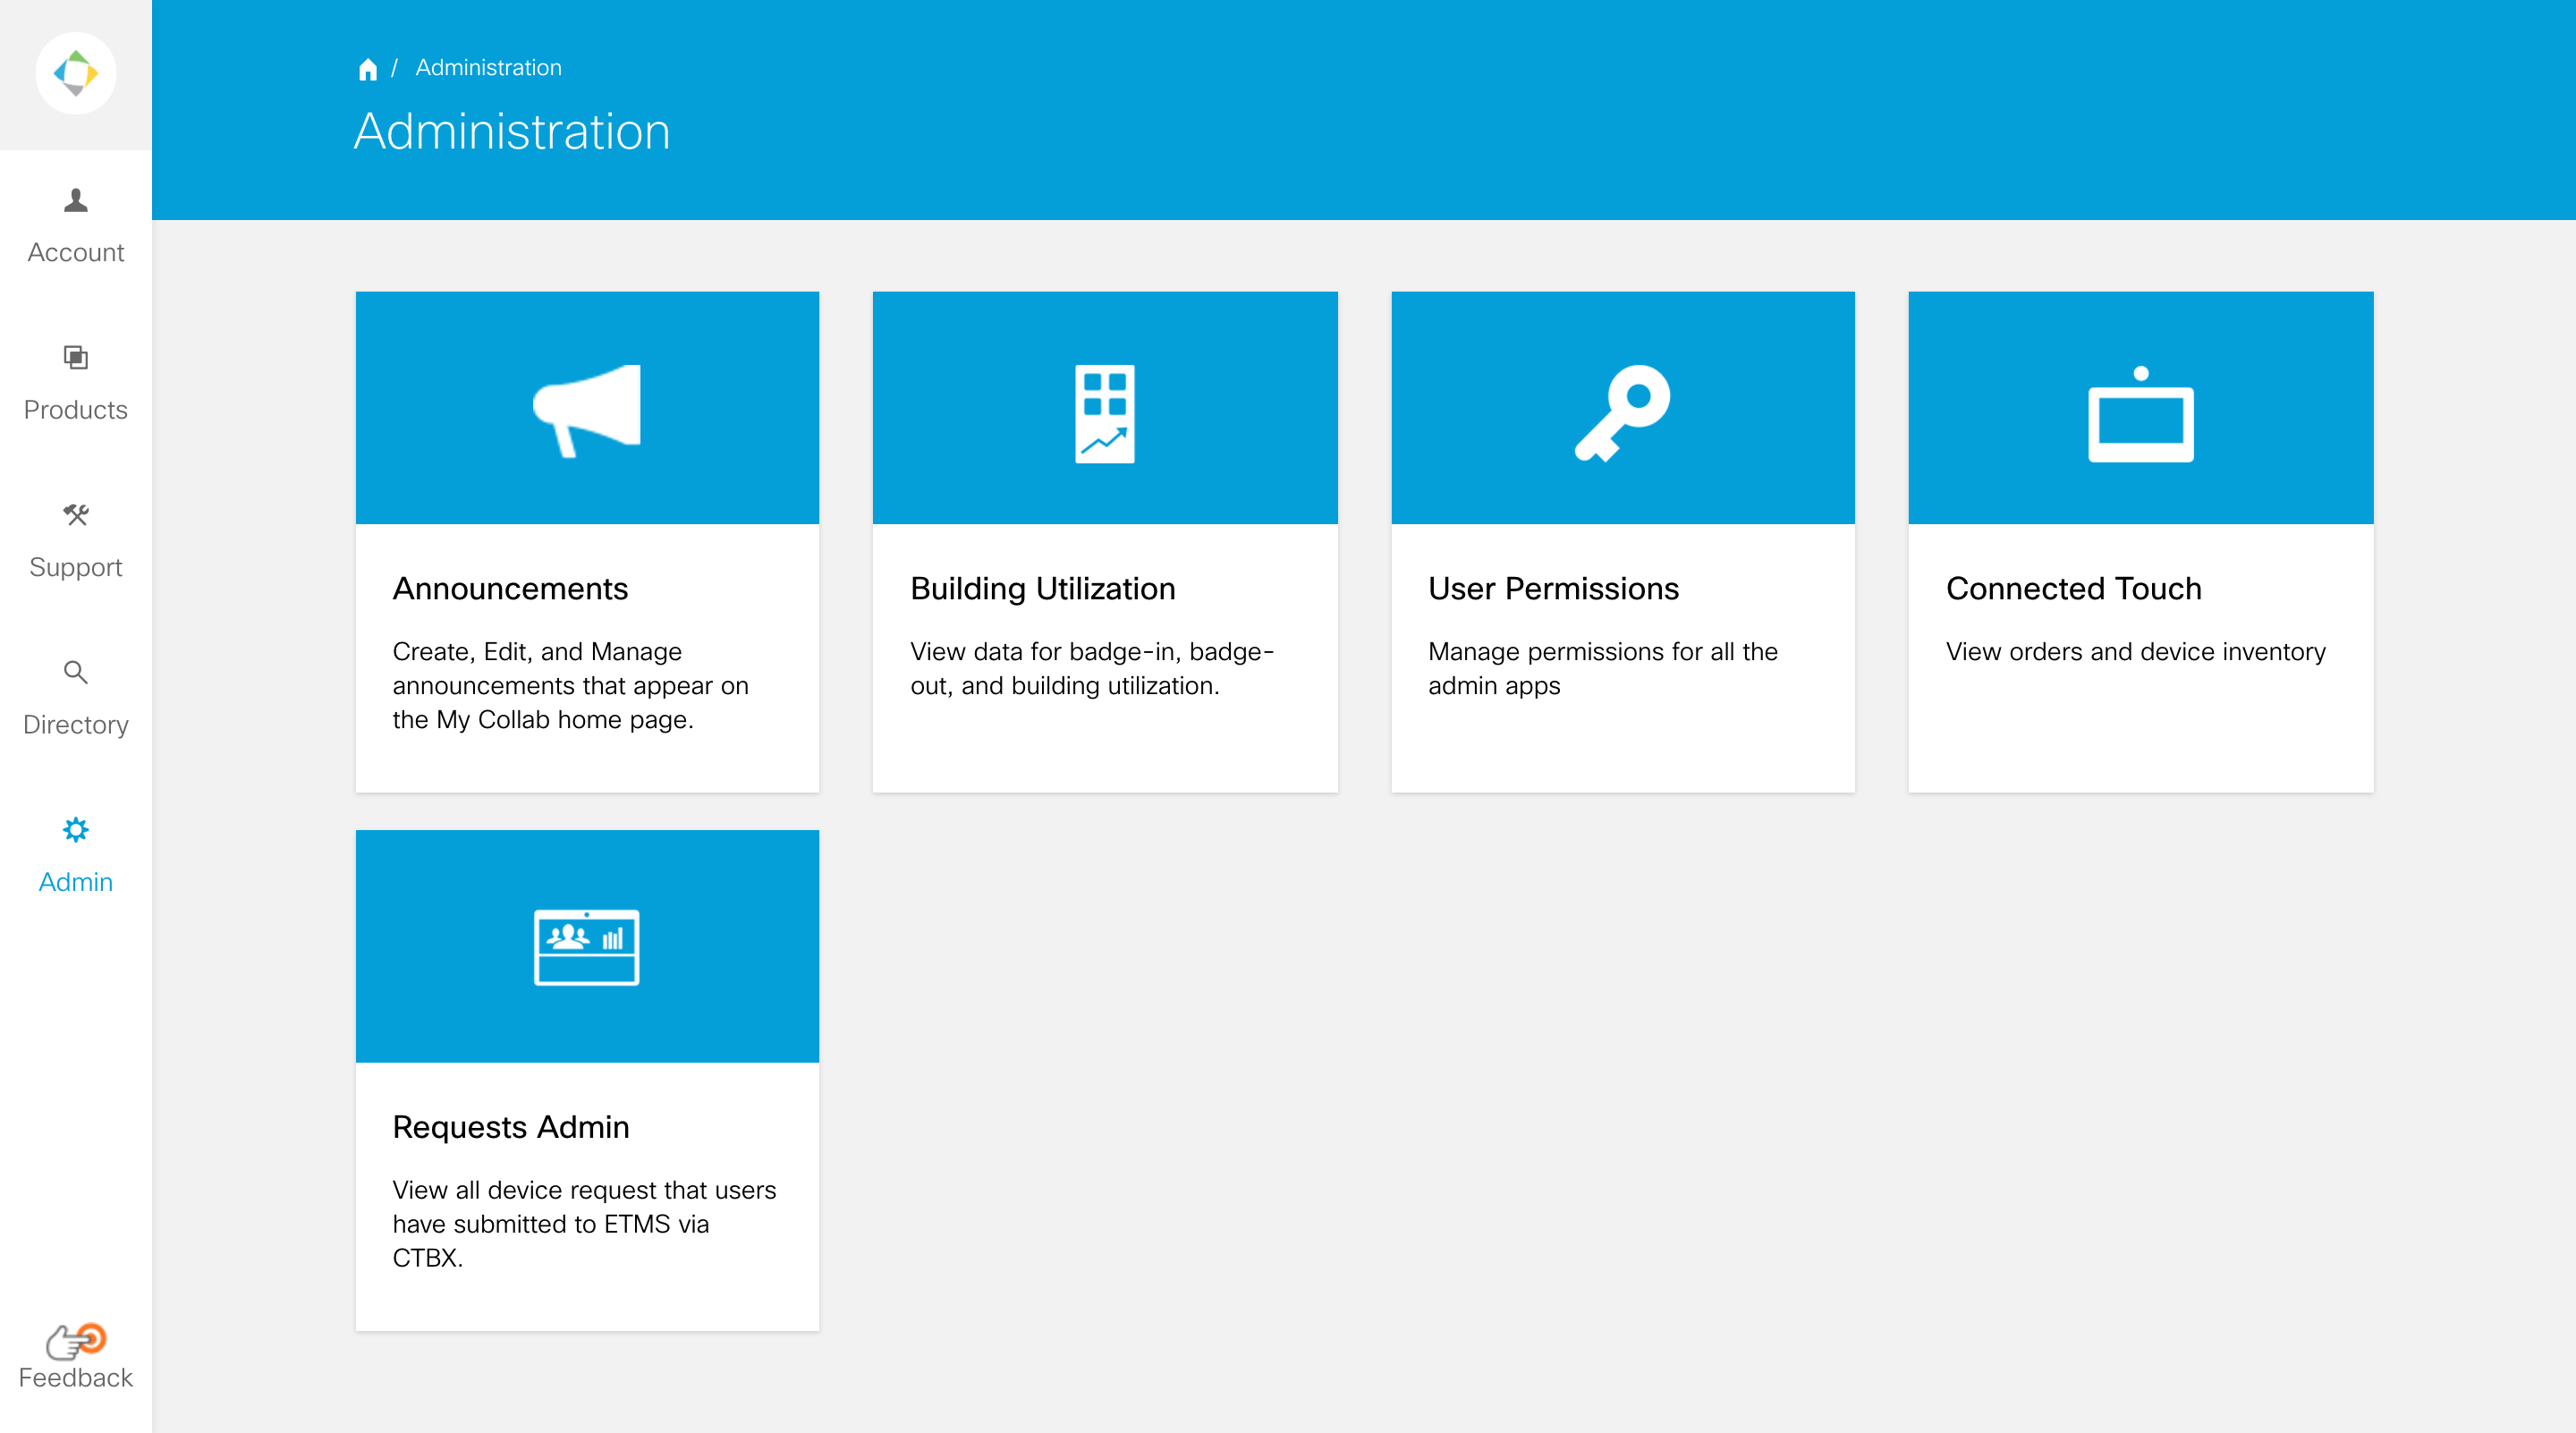 / Administration
Administration
Account
Products
Support
Directory
Admin
Feedback
Announcements
Create, Edit, and Manage
announcements that appear on
the My Collab home page.
Building Utilization
View data for badge-in, badge-
out, and building utilization.
User Permissions
Manage permissions for all the
admin apps
Connected Touch
View orders and device inventory
Requests Admin
View all device request that users
have submitted to ETMS via
CTBX.